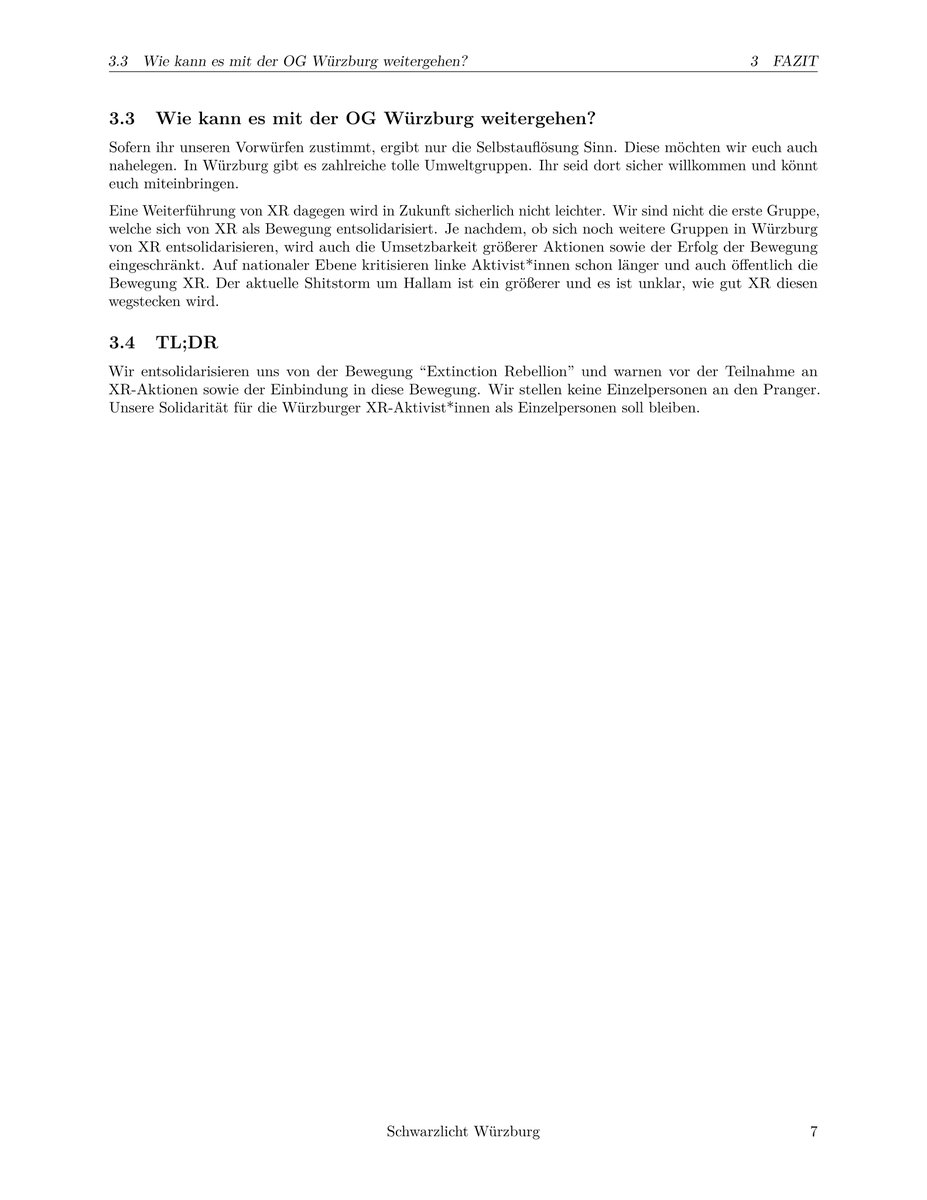 3.3 Wie kann es mit der OG Würzburg weitergehen? 3 FAZIT
3.3 Wie kann es mit der OG Würzburg weitergehen?
Sofern ihr unseren Vorwürfen zustimmt, ergibt nur die Selbstauflösung Sinn. Diese möchten wir euch auch
nahelegen. In Würzburg gibt es zahlreiche tolle Umweltgruppen. Ihr seid dort sicher willkommen und könnt
euch miteinbringen.
Eine Weiterführung von XR dagegen wird in Zukunft sicherlich nicht leichter. Wir sind nicht die erste Gruppe,
welche sich von XR als Bewegung entsolidarisiert. Je nachdem, ob sich noch weitere Gruppen in Würzburg
von XR entsolidarisieren, wird auch die Umsetzbarkeit größerer Aktionen sowie der Erfolg der Bewegung
eingeschränkt. Auf nationaler Ebene kritisieren linke Aktivist*innen schon länger und auch öffentlich die
Bewegung XR. Der aktuelle Shitstorm um Hallam ist ein größerer und es ist unklar, wie gut XR diesen
wegstecken wird.
3.4 TL;DR
Wir entsolidarisieren uns von der Bewegung “Extinction Rebellion” und warnen vor der Teilnahme an
XR-Aktionen sowie der Einbindung in diese Bewegung. Wir stellen keine Einzelpersonen an den Pranger.
Unsere Solidarität für die Würzburger XR-Aktivist*innen als Einzelpersonen soll bleiben.
Schwarzlicht Würzburg 7